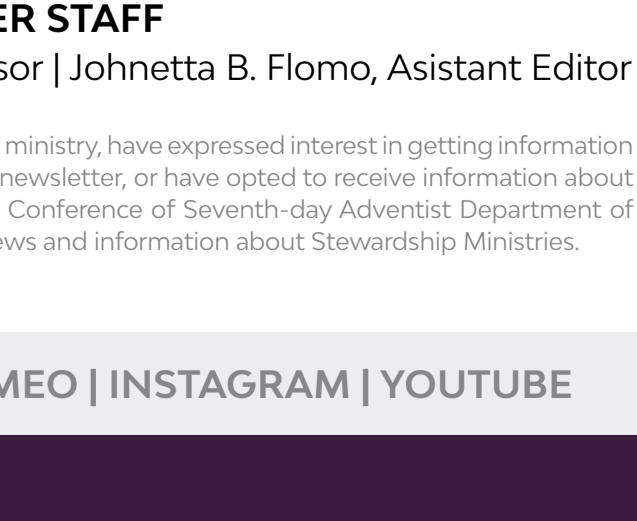 ER STAFF
sor | Johnetta B. Flomo, Asistant Editor
ministry, have expressed interest in getting information
newsletter, or have opted to receive information about
Conference of Seventh-day Adventist Department of
ews and information about Stewardship Ministries.
MEO | INSTAGRAM | YOUTUBE